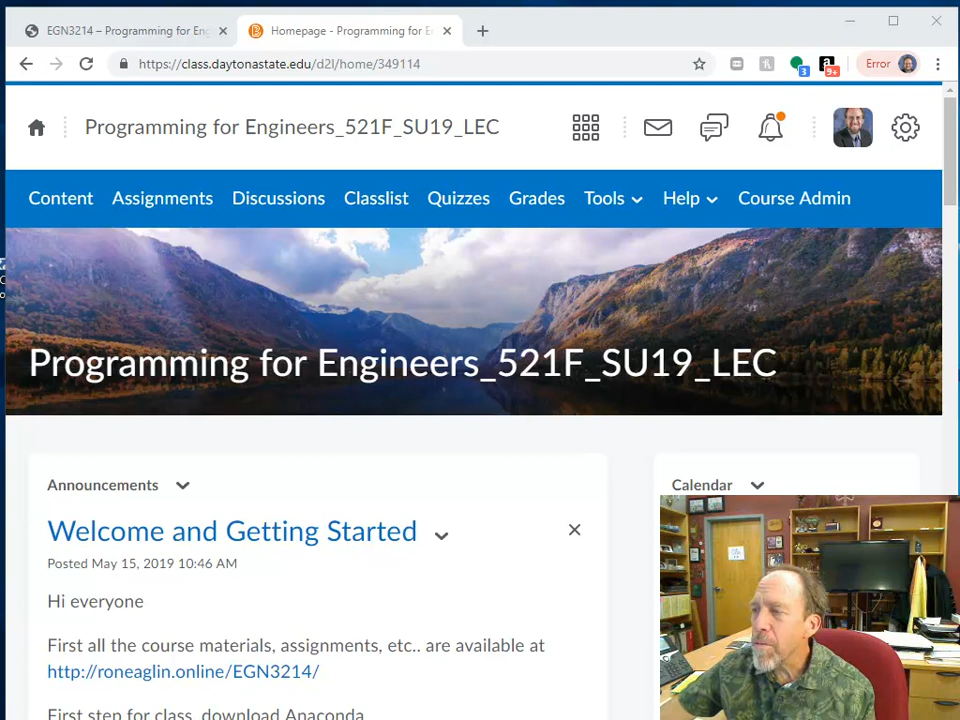 EGN3214 – Programming for Eng
Homepage - Programming for E
https://class.daytonastate.edu/d2l/home/349114
3
9+
Error
Programming for Engineers_521F_SU19_LEC
Content Assignments Discussions Classlist Quizzes Grades Tools Help Course Admin
Programming for Engineers_521F_SU19_LEC
Announcements
Calendar
Welcome and Getting Started
Posted May 15, 2019 10:46 AM
Hi everyone
First all the course materials, assignments, etc.. are available at
http://roneaglin.online/EGN3214/
First step for class, download Anaconda